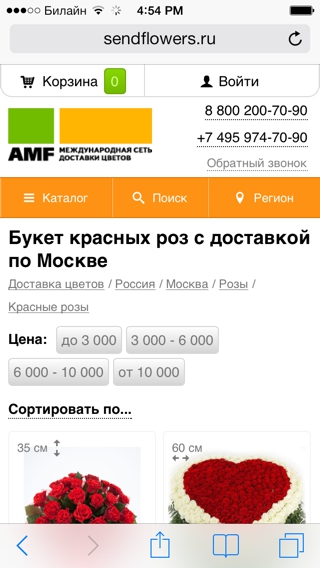 Билайн 4:54 PM
sendflowers.ru
Корзина 0 Войти
8 800 200-70-90
+7 495 974-70-90
Обратный звонок
AMF МЕЖДУНАРОДНАЯ СЕТЬ
ДОСТАВКИ ЦВЕТОВ
Каталог Поиск Регион
Букет красных роз с доставкой
по Москве
Доставка цветов / Россия / Москва / Розы /
Красные розы
Цена: до 3 000 3 000 - 6 000
6 000 - 10 000 от 10 000
Сортировать по...
35 см 60 см